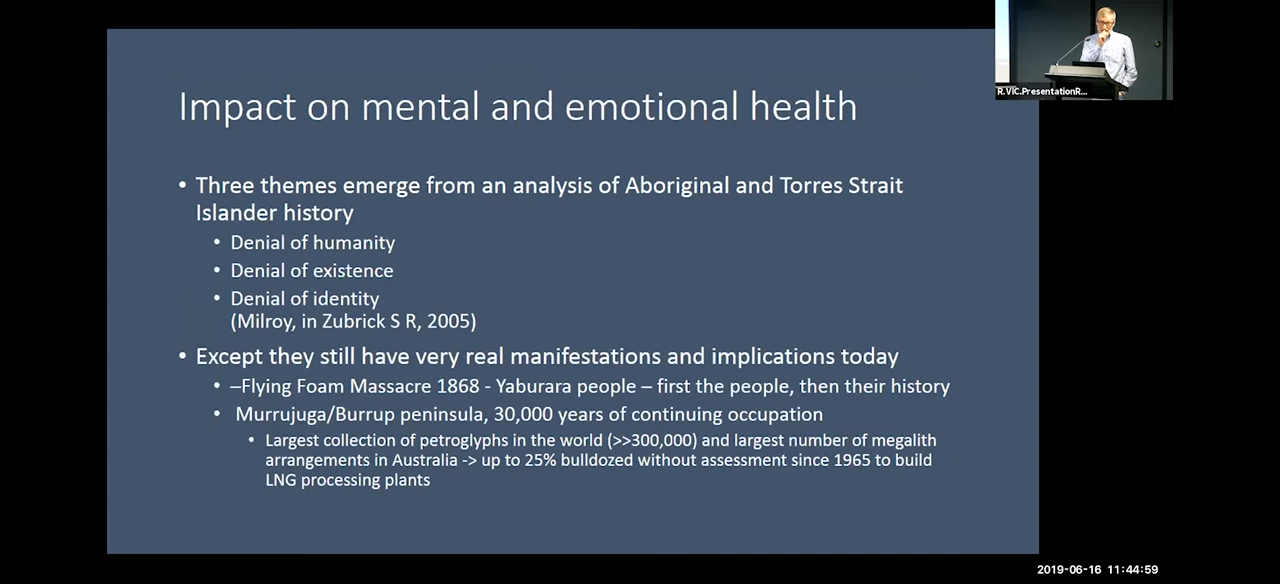 Impact on mental and emotional health
• Three themes emerge from an analysis of Aboriginal and Torres Strait
Islander history
• Denial of humanity
• Denial of existence
• Denial of identity
(Milroy, in Zubrick S R, 2005)
• Except they still have very real manifestations and implications today
• –Flying Foam Massacre 1868 - Yaburara people – first the people, then their history
• Murrujuga/Burrup peninsula, 30,000 years of continuing occupation
• Largest collection of petroglyphs in the world (>>300,000) and largest number of megalith
arrangements in Australia -> up to 25% bulldozed without assessment since 1965 to build
LNG processing plants
R.VIC.PresentationR...
2019-06-16 11:44:59